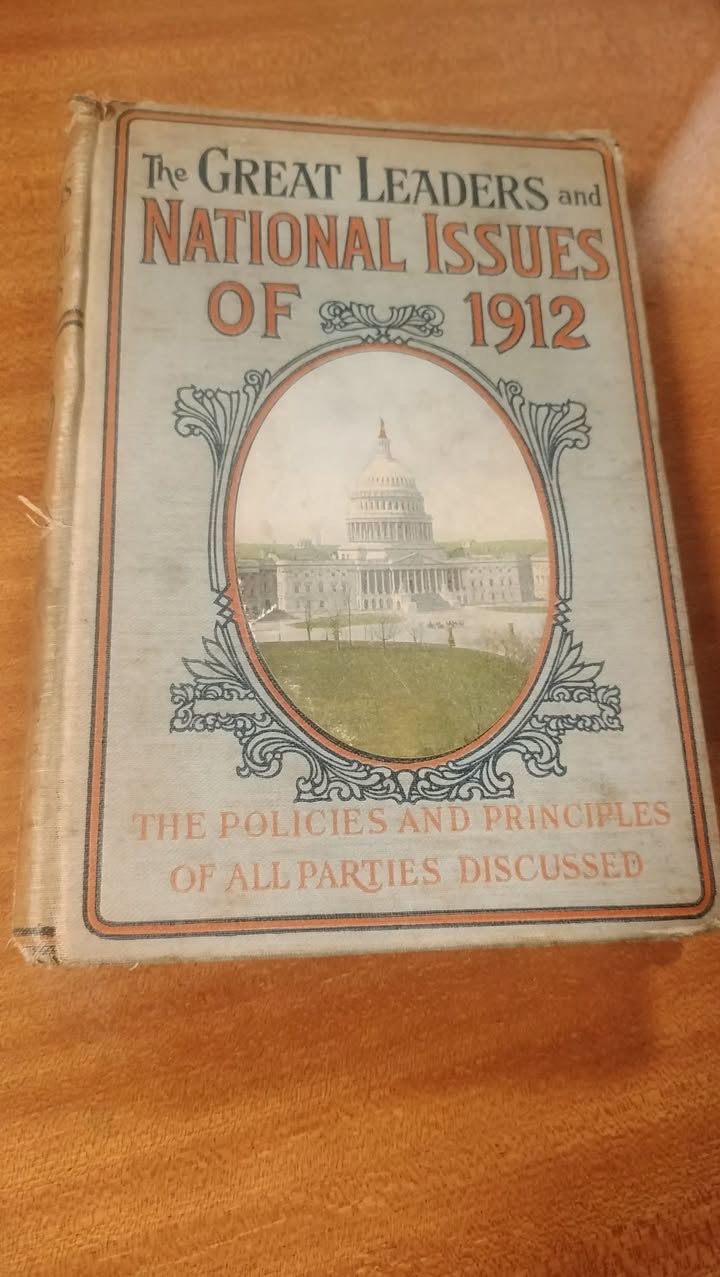 The GREAT LEADERS and
NATIONAL ISSUES
OF 1912
THE POLICIES AND PRINCIPLES
OF ALL PARTIES DISCUSSED